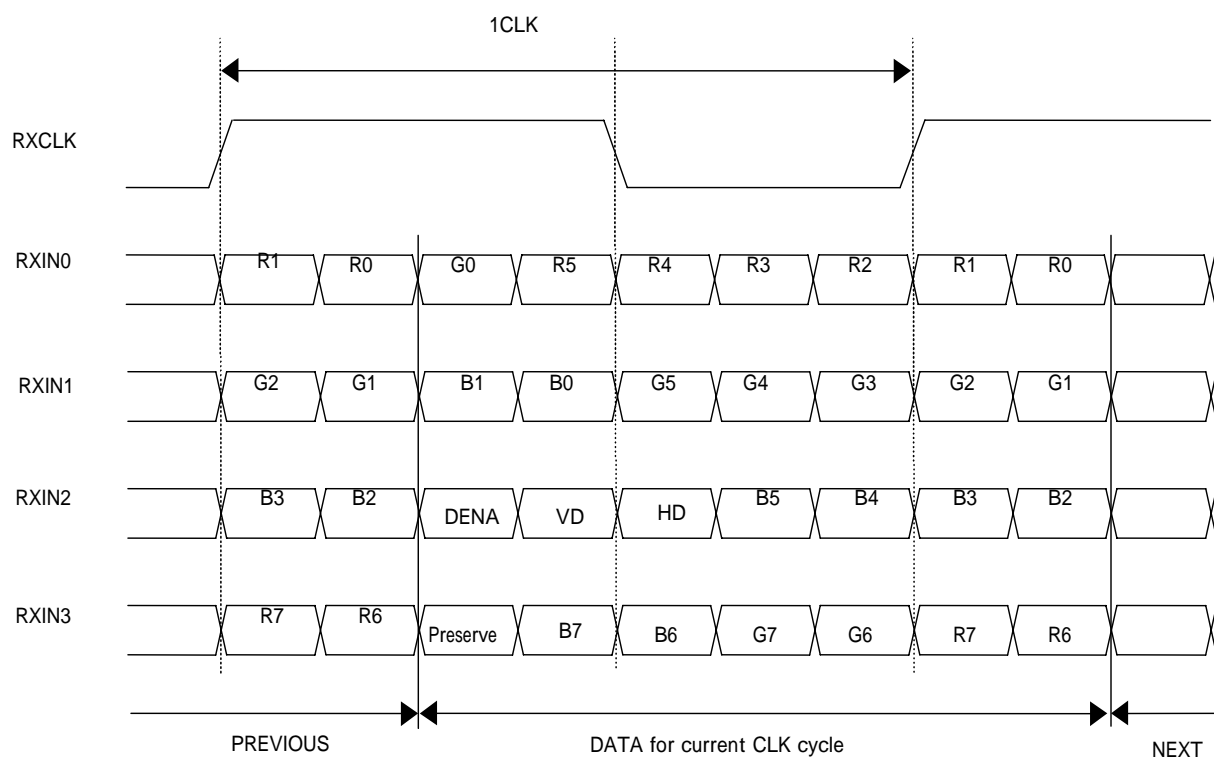 1CLK
RXCLK
RXIN0 R1 R0 G0 R5 R4 R3 R2 R1 R0
RXIN1 G2 G1 B1 B0 G5 G4 G3 G2 G1
RXIN2 B3 B2 DENA VD HD B5 B4 B3 B2
RXIN3 R7 R6 Preserve B7 B6 G7 G6 R7 R6
PREVIOUS DATA for current CLK cycle NEXT